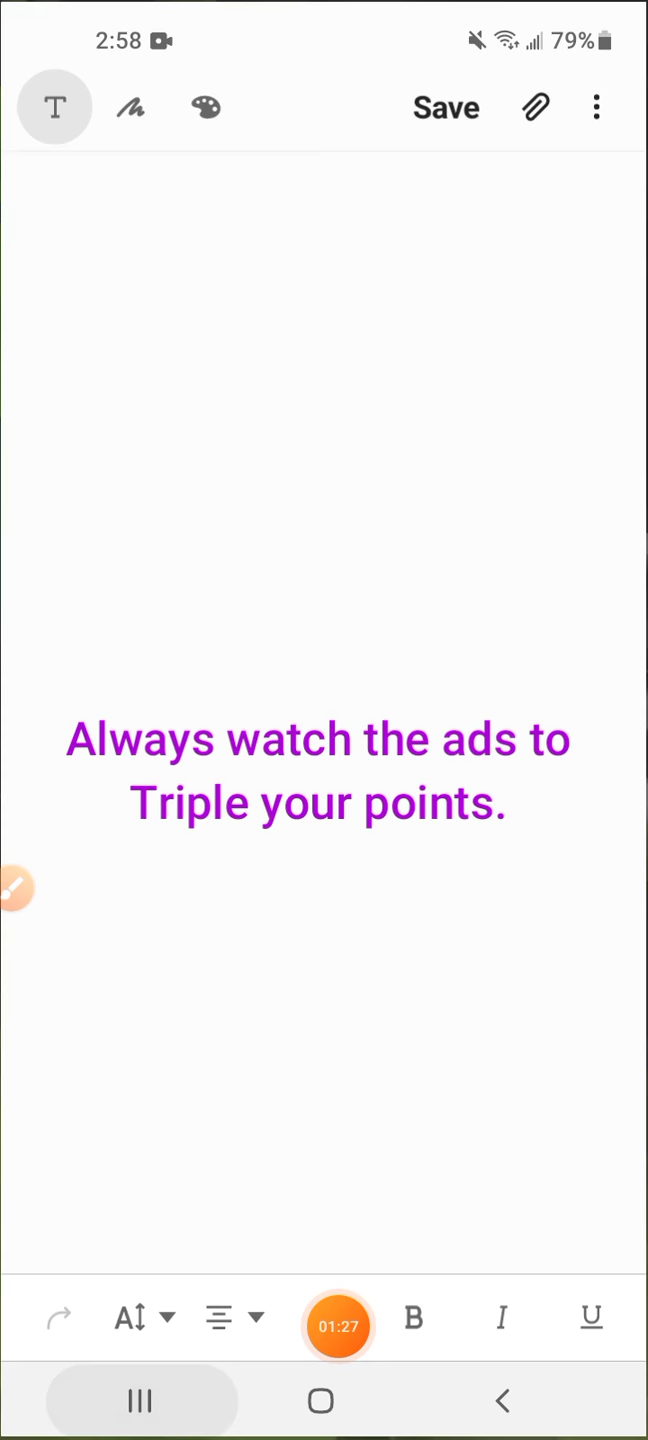 2:58
79%
T
Save
Always watch the ads to
Triple your points.
A
01:27
B
I
U